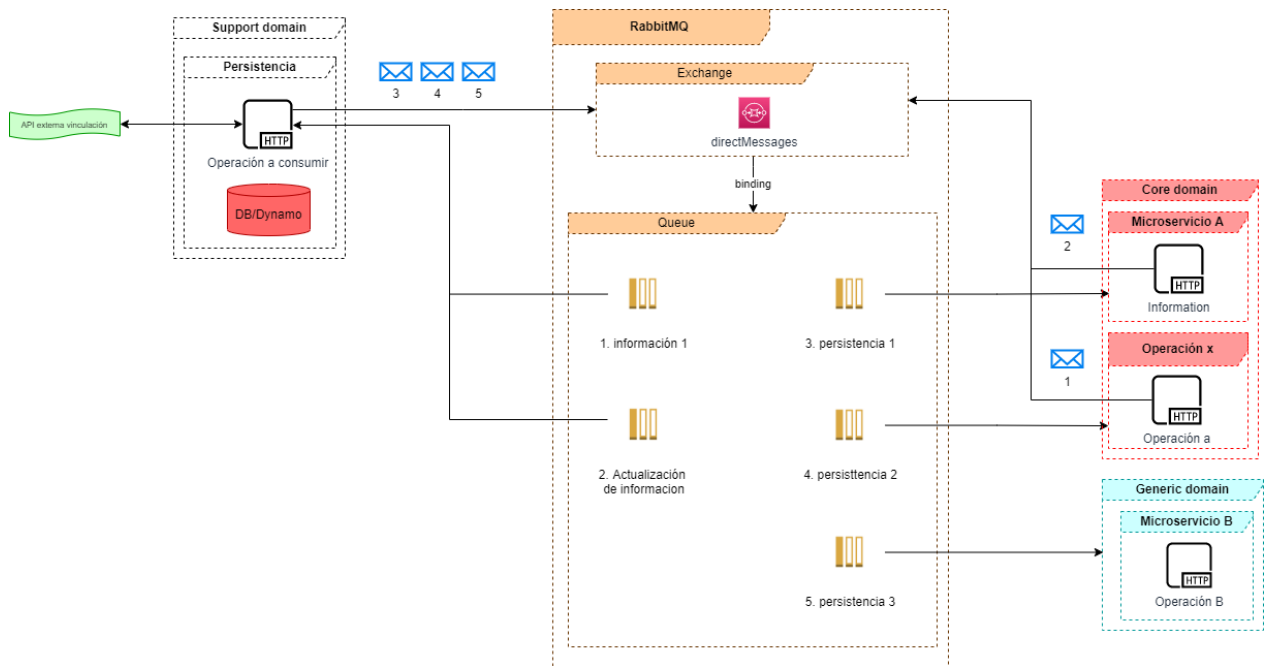 Support domain
Persistencia
API externa vinculación
HTTP
Operación a consumir
DB/Dynamo
3
4
5
RabbitMQ
Exchange
directMessages
binding
Queue
1. información 1
3. persistencia 1
2. Actualización
de informacion
4. persisttencia 2
5. persistencia 3
Core domain
Microservicio A
2
HTTP
Information
Operación x
1
HTTP
Operación a
Generic domain
Microservicio B
HTTP
Operación B